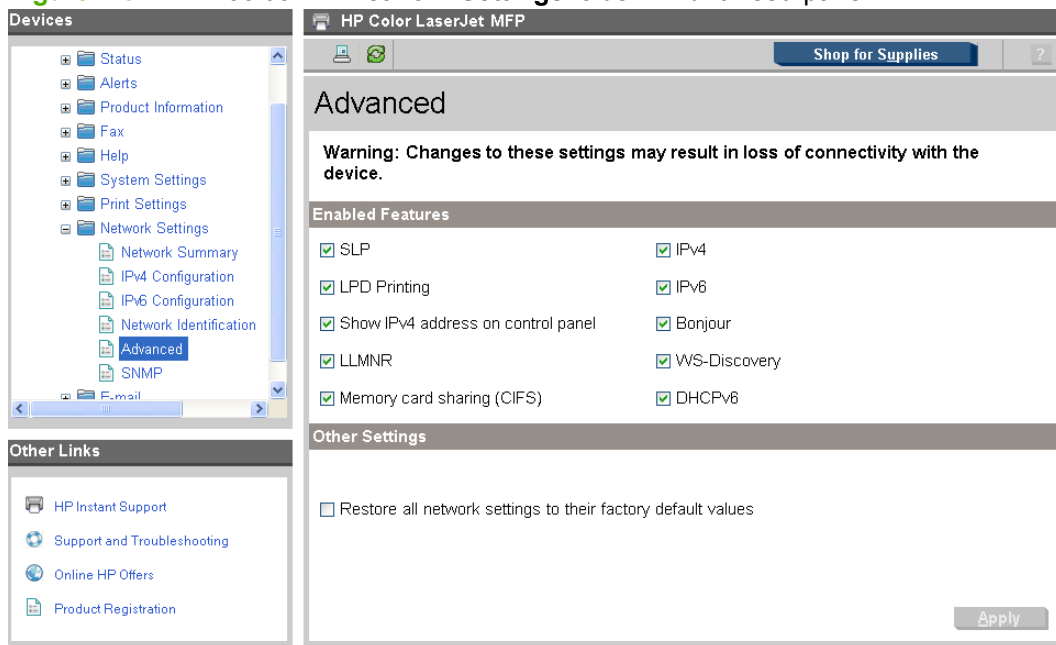 Devices
Status
Alerts
Product Information
Fax
Help
System Settings
Print Settings
Network Settings
Network Summary
IPv4 Configuration
IPv6 Configuration
Network Identification
Advanced
SNMP
E-mail
Other Links
HP Instant Support
Support and Troubleshooting
Online HP Offers
Product Registration
HP Color LaserJet MFP
Shop for Supplies
?
Advanced
Warning: Changes to these settings may result in loss of connectivity with the
device.
Enabled Features
SLP
IPv4
LPD Printing
IPv6
Show IPv4 address on control panel
Bonjour
LLMNR
WS-Discovery
Memory card sharing (CIFS)
DHCPv6
Other Settings
Restore all network settings to their factory default values
Apply